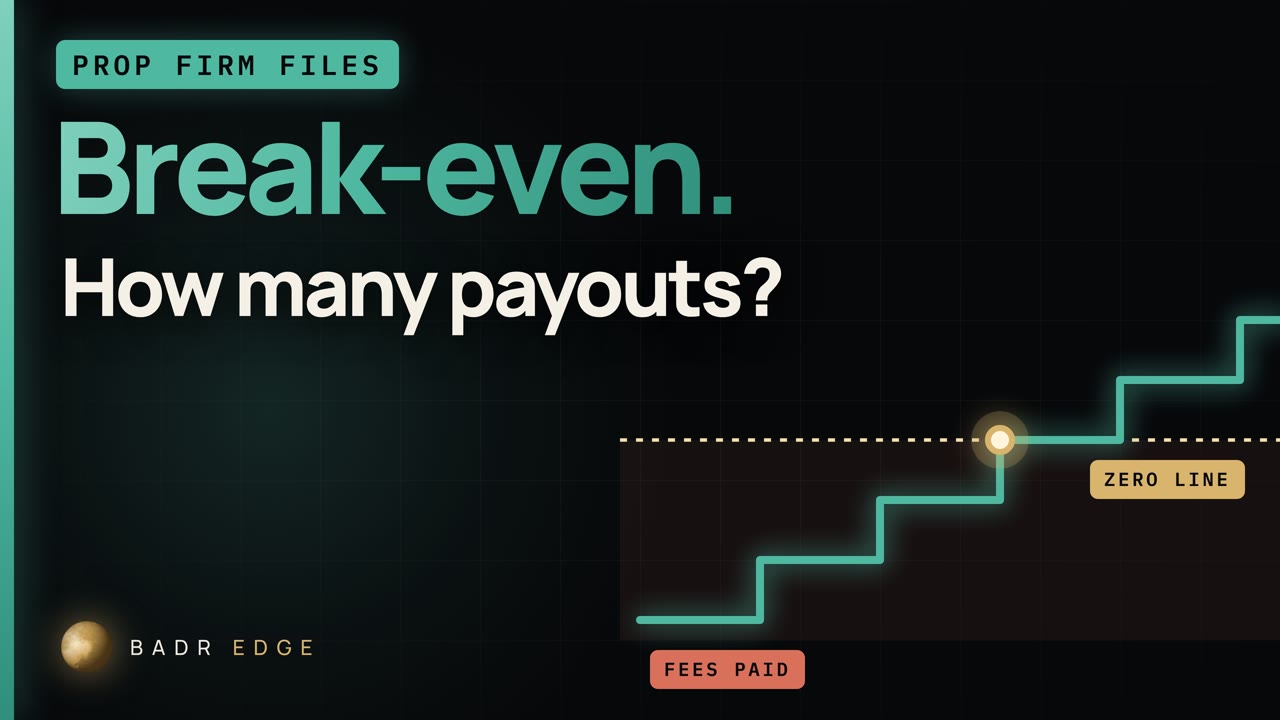 PROP FIRM FILES
Break-even.
How many payouts?
ZERO LINE
BADR EDGE
FEES PAID